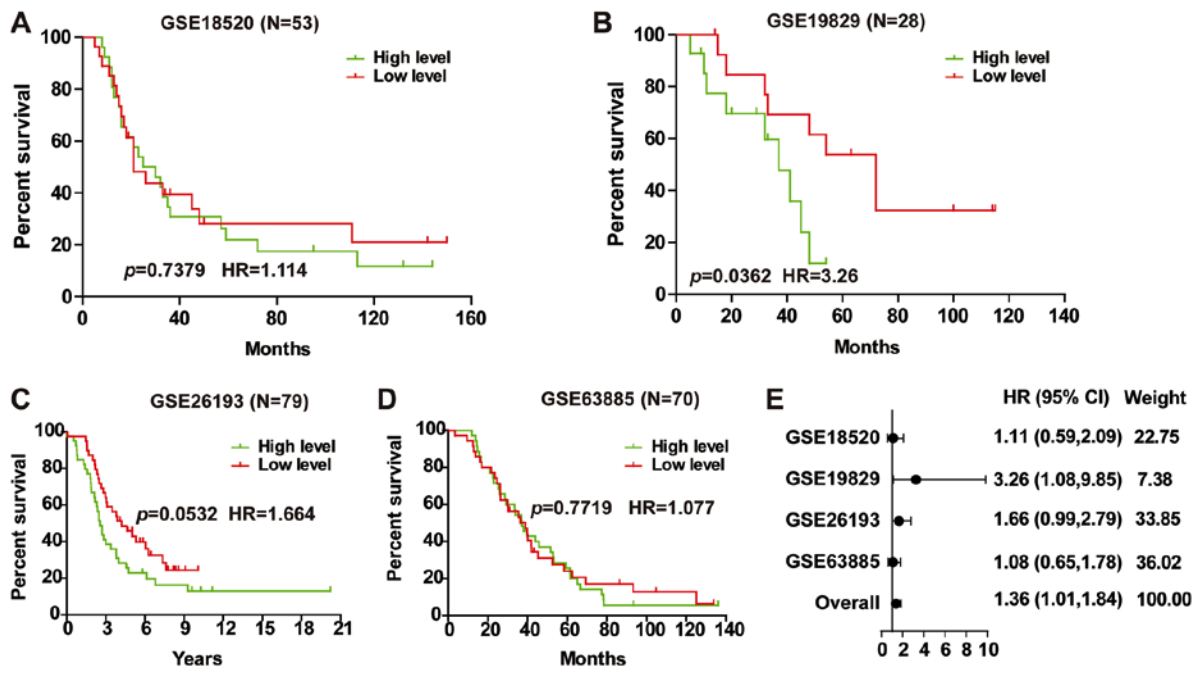 A
GSE18520 (N=53)
High level
Low level
Percent survival
100
80
60
40
20
0
p=0.7379 HR=1.114
0 40 80 120 160
Months
B
GSE19829 (N=28)
High level
Low level
Percent survival
100
80
60
40
20
0
p=0.0362 HR=3.26
0 20 40 60 80 100 120 140
Months
C
GSE26193 (N=79)
High level
Low level
Percent survival
100
80
60
40
20
0
p=0.0532 HR=1.664
0 3 6 9 12 15 18 21
Years
D
GSE63885 (N=70)
High level
Low level
Percent survival
100
80
60
40
20
0
p=0.7719 HR=1.077
0 20 40 60 80 100 120 140
Months
E
HR (95% CI) Weight
GSE18520 1.11 (0.59,2.09) 22.75
GSE19829 3.26 (1.08,9.85) 7.38
GSE26193 1.66 (0.99,2.79) 33.85
GSE63885 1.08 (0.65,1.78) 36.02
Overall 1.36 (1.01,1.84) 100.00
0 2 4 6 8 10